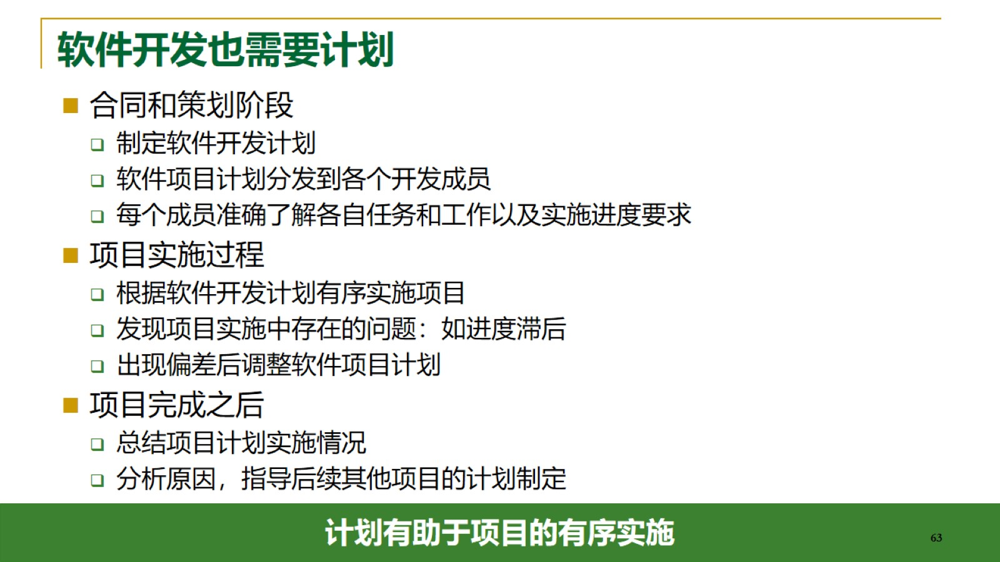 软件开发也需要计划
合同和策划阶段
制定软件开发计划
软件项目计划分发到各个开发成员
每个成员准确了解各自任务和工作以及实施进度要求
项目实施过程
根据软件开发计划有序实施项目
发现项目实施中存在的问题：如进度滞后
出现偏差后调整软件项目计划
项目完成之后
总结项目计划实施情况
分析原因，指导后续其他项目的计划制定
计划有助于项目的有序实施
63